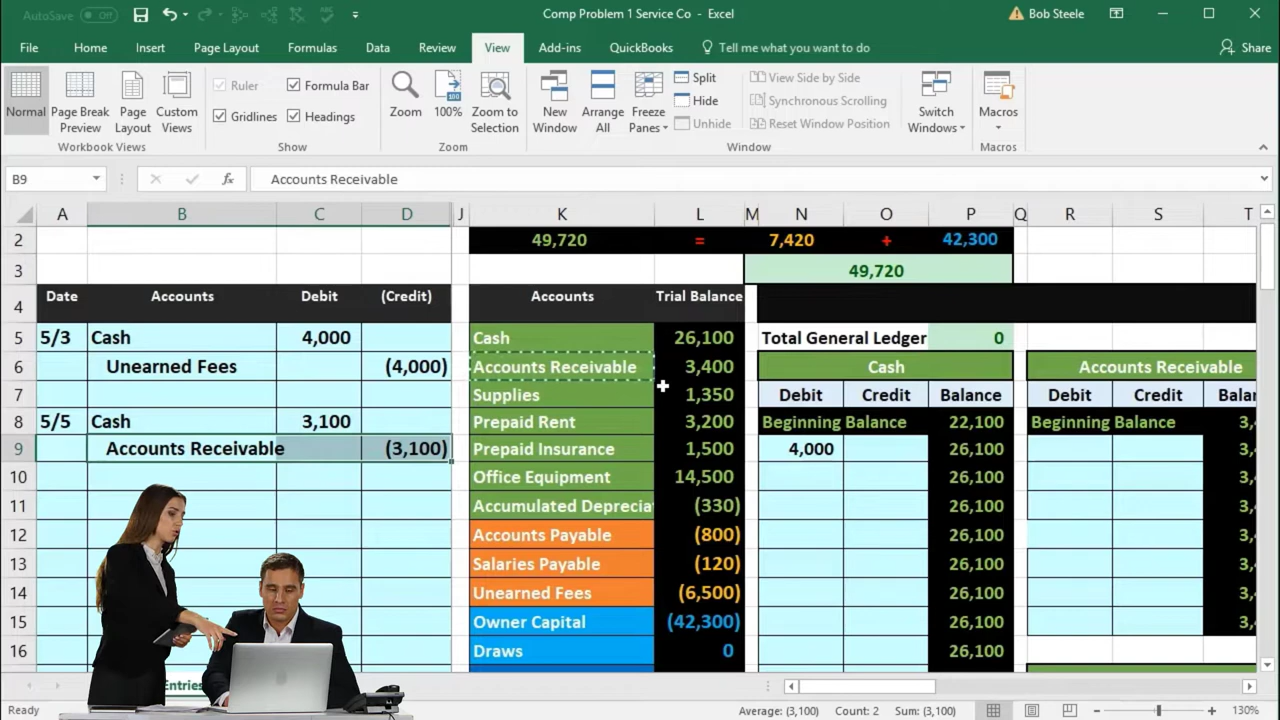 AutoSave Off Comp Problem 1 Service Co - Excel Bob Steele
File Home Insert Page Layout Formulas Data Review View Add-ins QuickBooks Tell me what you want to do Share
Normal Page Break Preview Page Layout Custom Views
Workbook Views
Ruler Formula Bar
Gridlines Headings
Show
Zoom 100% Zoom to Selection
Zoom
New Window Arrange All Freeze Panes
Split
Hide
Unhide
View Side by Side
Synchronous Scrolling
Reset Window Position
Window
Switch Windows
Macros
Macros
B9 fx Accounts Receivable
A B C D J K L M N O P Q R S T
2 49,720 = 7,420 + 42,300
3 49,720
4 Date Accounts Debit (Credit) Accounts Trial Balance
5 5/3 Cash 4,000 Cash 26,100 Total General Ledger 0
6 Unearned Fees (4,000) Accounts Receivable 3,400 Cash Accounts Receivable
7 Supplies 1,350 Debit Credit Balance Debit Credit Balar
8 5/5 Cash 3,100 Prepaid Rent 3,200 Beginning Balance 22,100 Beginning Balance 3,4
9 Accounts Receivable (3,100) Prepaid Insurance 1,500 4,000 26,100 3,4
10 Office Equipment 14,500 26,100 3,4
11 Accumulated Deprecia (330) 26,100 3,4
12 Accounts Payable (800) 26,100 3,4
13 Salaries Payable (120) 26,100 3,4
14 Unearned Fees (6,500) 26,100 3,4
15 Owner Capital (42,300) 26,100 3,4
16 Draws 0 26,100
Entries
Ready Average: (3,100) Count: 2 Sum: (3,100) 130%